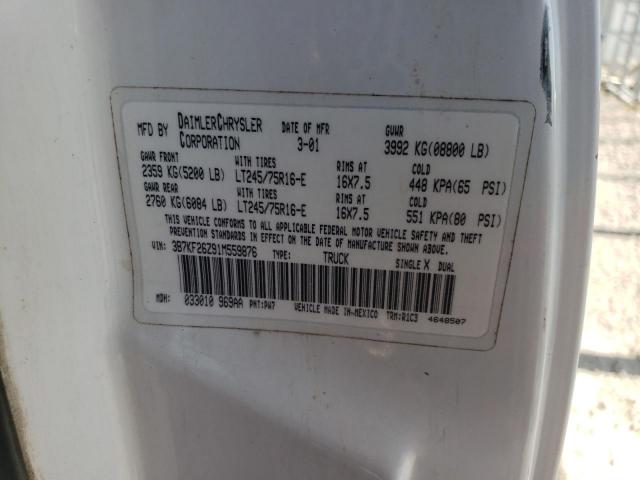 MFD BY DAIMLERCHRYSLER CORPORATION DATE OF MFR 3-01 GVWR 3992 KG(08800 LB)
GAWR FRONT WITH TIRES RIMS AT COLD
2359 KG(5200 LB) LT245/75R16-E 16X7.5 448 KPA(65 PSI)
GAWR REAR WITH TIRES RIMS AT COLD
2760 KG(6084 LB) LT245/75R16-E 16X7.5 551 KPA(80 PSI)
THIS VEHICLE CONFORMS TO ALL APPLICABLE FEDERAL MOTOR VEHICLE SAFETY AND THEFT
PREVENTION STANDARDS IN EFFECT ON THE DATE OF MANUFACTURE SHOWN ABOVE.
VIN: 3B7KF26Z91M559876 TYPE: TRUCK SINGLE X DUAL
MDH: 033010 969AA PNT:PW7 VEHICLE MADE IN-MEXICO TRM:R1C3 4648507